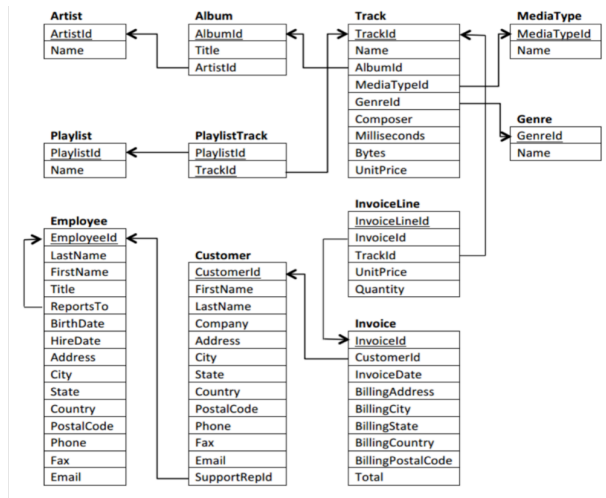 Artist
ArtistId
Name
Album
AlbumId
Title
ArtistId
Track
TrackId
Name
AlbumId
MediaTypeId
GenreId
Composer
Milliseconds
Bytes
UnitPrice
MediaType
MediaTypeId
Name
Genre
GenreId
Name
Playlist
PlaylistId
Name
PlaylistTrack
PlaylistId
TrackId
InvoiceLine
InvoiceLineId
InvoiceId
TrackId
UnitPrice
Quantity
Employee
EmployeeId
LastName
FirstName
Title
ReportsTo
BirthDate
HireDate
Address
City
State
Country
PostalCode
Phone
Fax
Email
Customer
CustomerId
FirstName
LastName
Company
Address
City
State
Country
PostalCode
Phone
Fax
Email
SupportRepId
Invoice
InvoiceId
CustomerId
InvoiceDate
BillingAddress
BillingCity
BillingState
BillingCountry
BillingPostalCode
Total